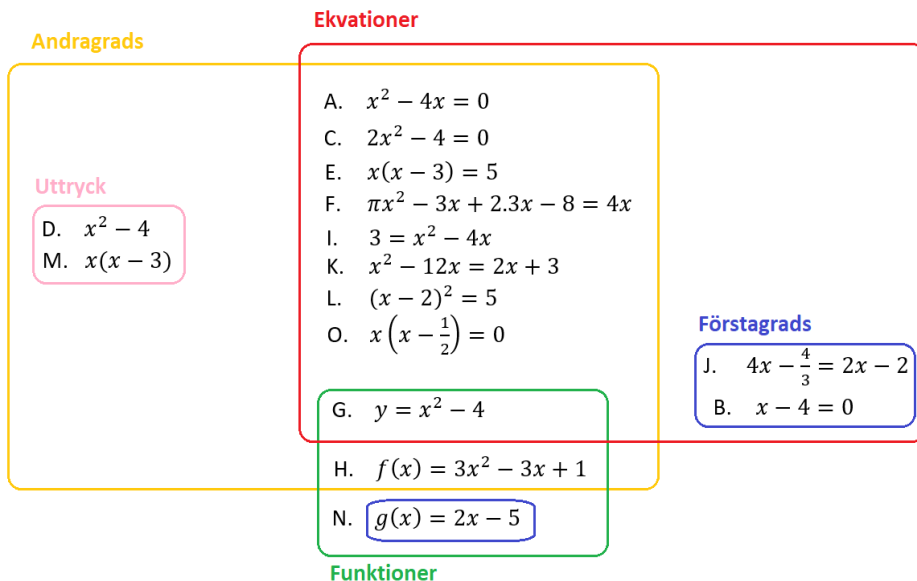 Ekvationer
Andragrads
A. x² − 4x = 0
C. 2x² − 4 = 0
E. x(x − 3) = 5
Uttryck
F. πx² − 3x + 2.3x − 8 = 4x
D. x² − 4
I. 3 = x² − 4x
M. x(x − 3)
K. x² − 12x = 2x + 3
L. (x − 2)² = 5
O. x(x − 1/2) = 0
Förstagrads
J. 4x − 4/3 = 2x − 2
B. x − 4 = 0
G. y = x² − 4
H. f(x) = 3x² − 3x + 1
N. g(x) = 2x − 5
Funktioner